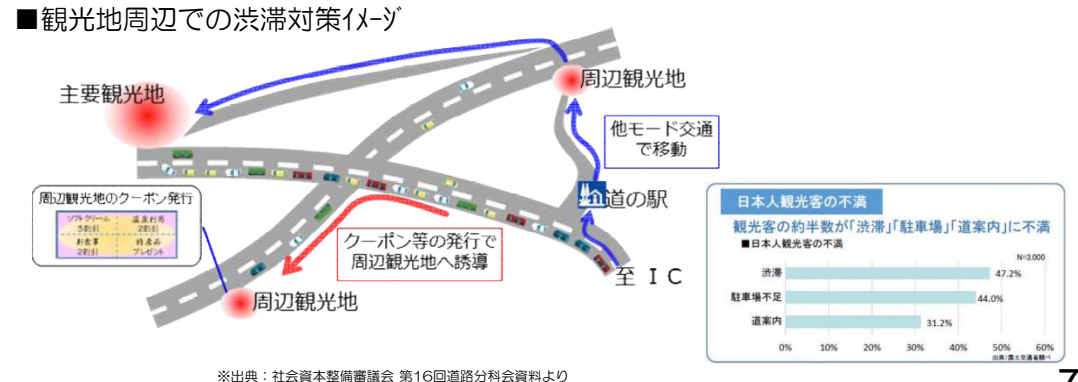 ■観光地周辺での渋滞対策ｲﾒｰｼﾞ
主要観光地
周辺観光地
他モード交通
で移動
道の駅
周辺観光地のクーポン発行
ソフトクリーム
3割引
温泉利用
2割引
お食事
2割引
特産品
プレゼント
クーポン等の発行で
周辺観光地へ誘導
至 ＩＣ
周辺観光地
日本人観光客の不満
観光客の約半数が｢渋滞｣｢駐車場｣｢道案内｣に不満
■日本人観光客の不満
N=3,000
渋滞
47.2%
駐車場不足
44.0%
道案内
31.2%
0% 10% 20% 30% 40% 50% 60%
出典）国土交通省調べ
※出典：社会資本整備審議会 第16回道路分科会資料より
7